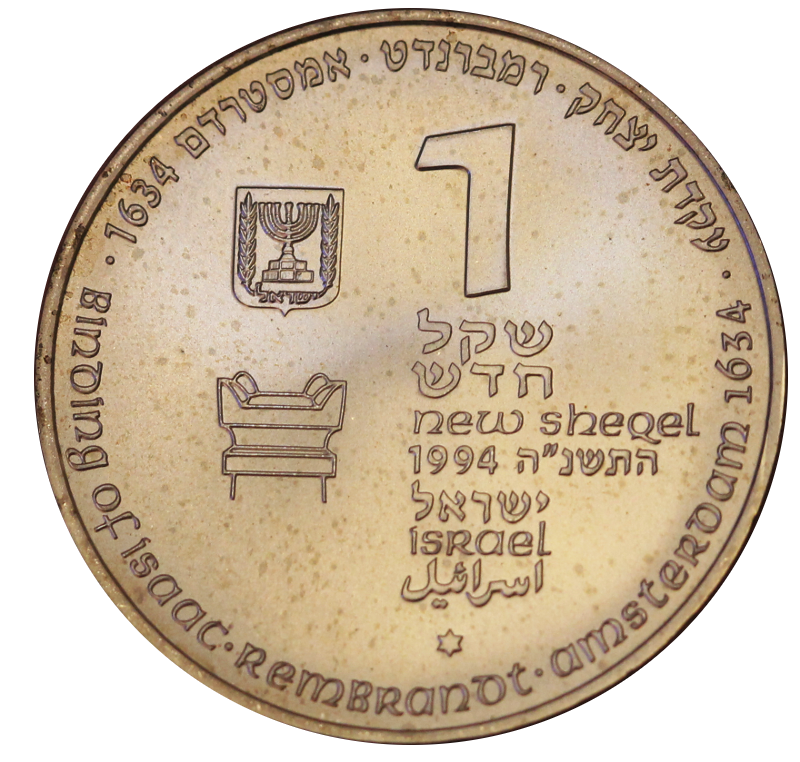 עקדת יצחק · רמברנדט · אמסטרדם 1634 ·
Binding of isaac · Rembrandt · amsterdam 1634 ·
ישראל
1
שקל
חדש
new sheqel
1994 התשנ"ה
ישראל
israel
اسرائيل